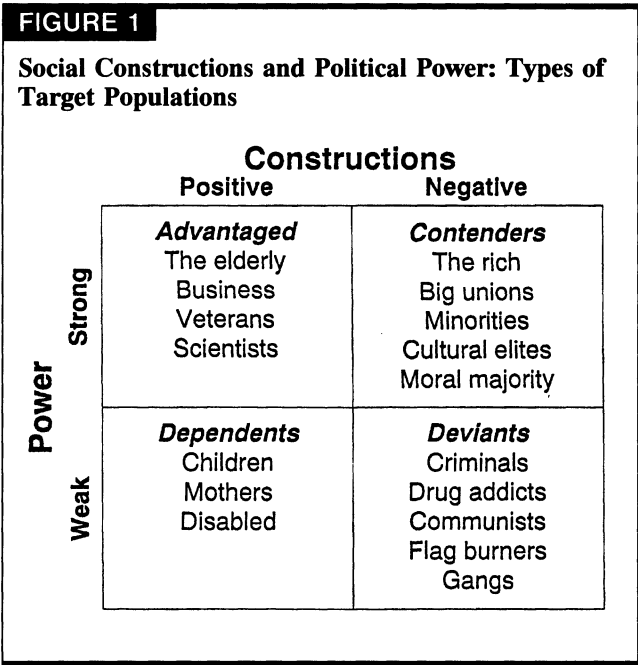 FIGURE 1
Social Constructions and Political Power: Types of
Target Populations
Constructions
Positive Negative
Power
Strong
Advantaged
The elderly
Business
Veterans
Scientists
Contenders
The rich
Big unions
Minorities
Cultural elites
Moral majority
Weak
Dependents
Children
Mothers
Disabled
Deviants
Criminals
Drug addicts
Communists
Flag burners
Gangs